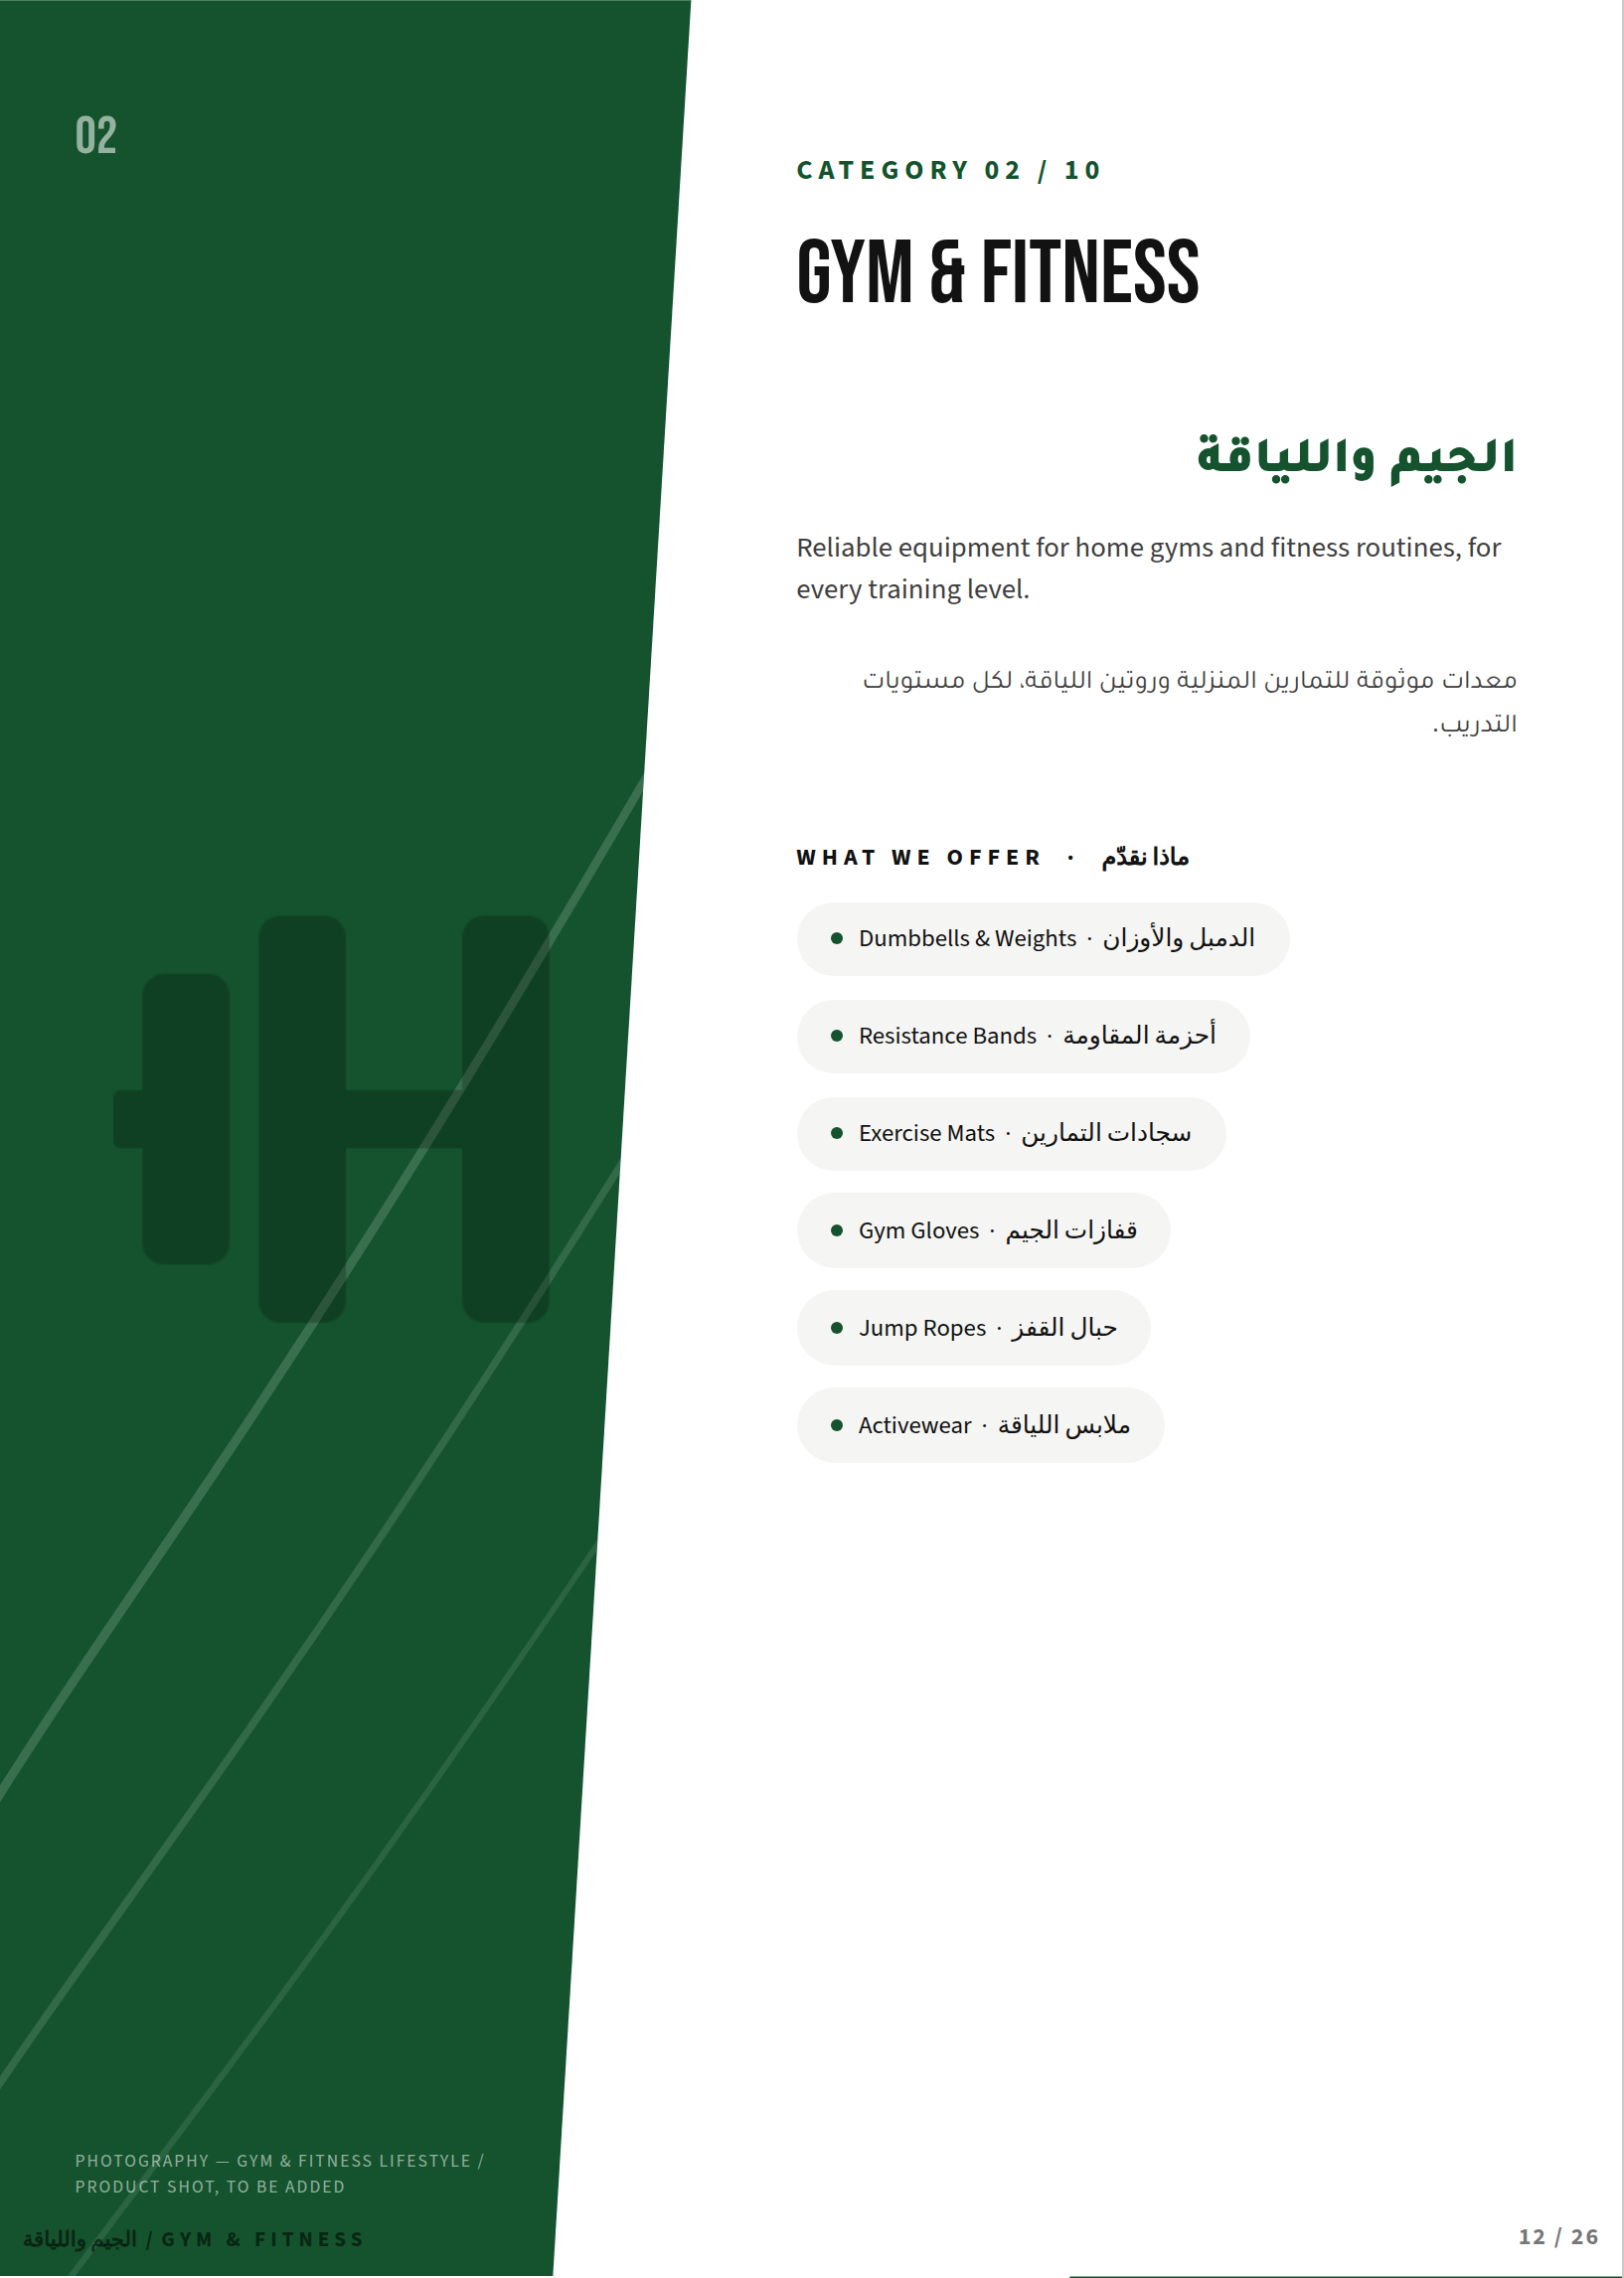 02
CATEGORY 02 / 10
GYM & FITNESS
الجيم واللياقة
Reliable equipment for home gyms and fitness routines, for
every training level.
معدات موثوقة للتمارين المنزلية وروتين اللياقة، لكل مستويات
التدريب.
WHAT WE OFFER · ماذا نقدّم
Dumbbells & Weights · الدمبل والأوزان
Resistance Bands · أحزمة المقاومة
Exercise Mats · سجادات التمارين
Gym Gloves · قفازات الجيم
Jump Ropes · حبال القفز
Activewear · ملابس اللياقة
PHOTOGRAPHY — GYM & FITNESS LIFESTYLE /
PRODUCT SHOT, TO BE ADDED
الجيم واللياقة / GYM & FITNESS
12 / 26